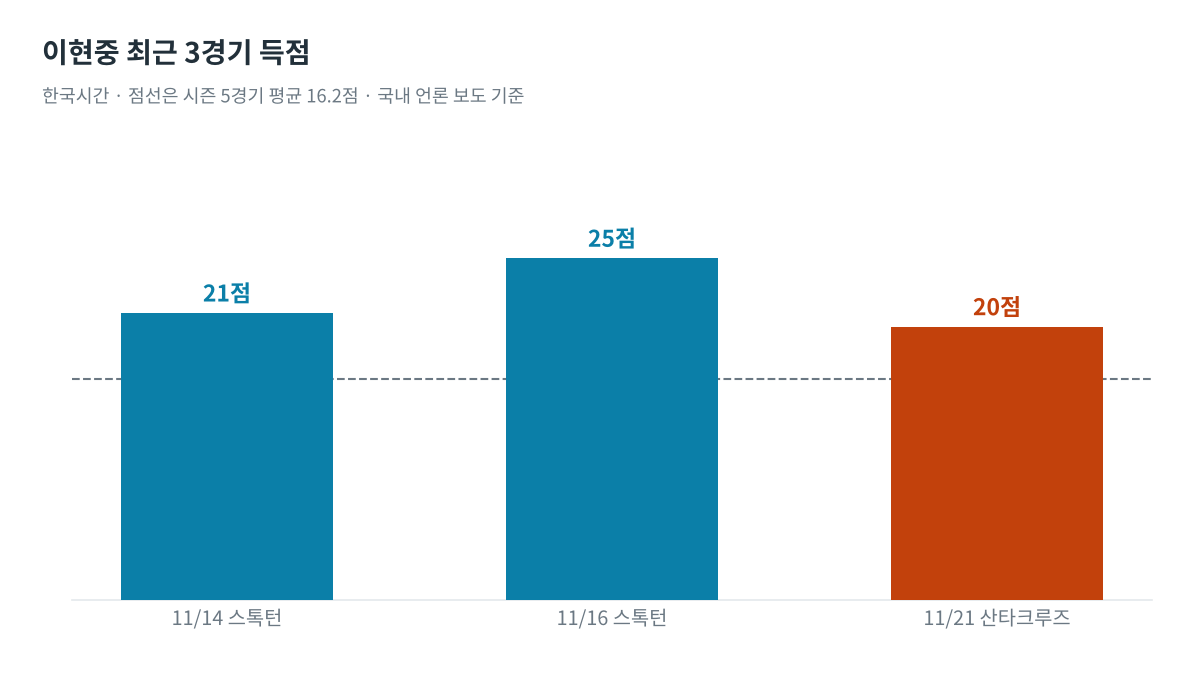 이현중 최근 3경기 득점
한국시간 · 점선은 시즌 5경기 평균 16.2점 · 국내 언론 보도 기준
21점
25점
20점
11/14 스톡턴
11/16 스톡턴
11/21 산타크루즈